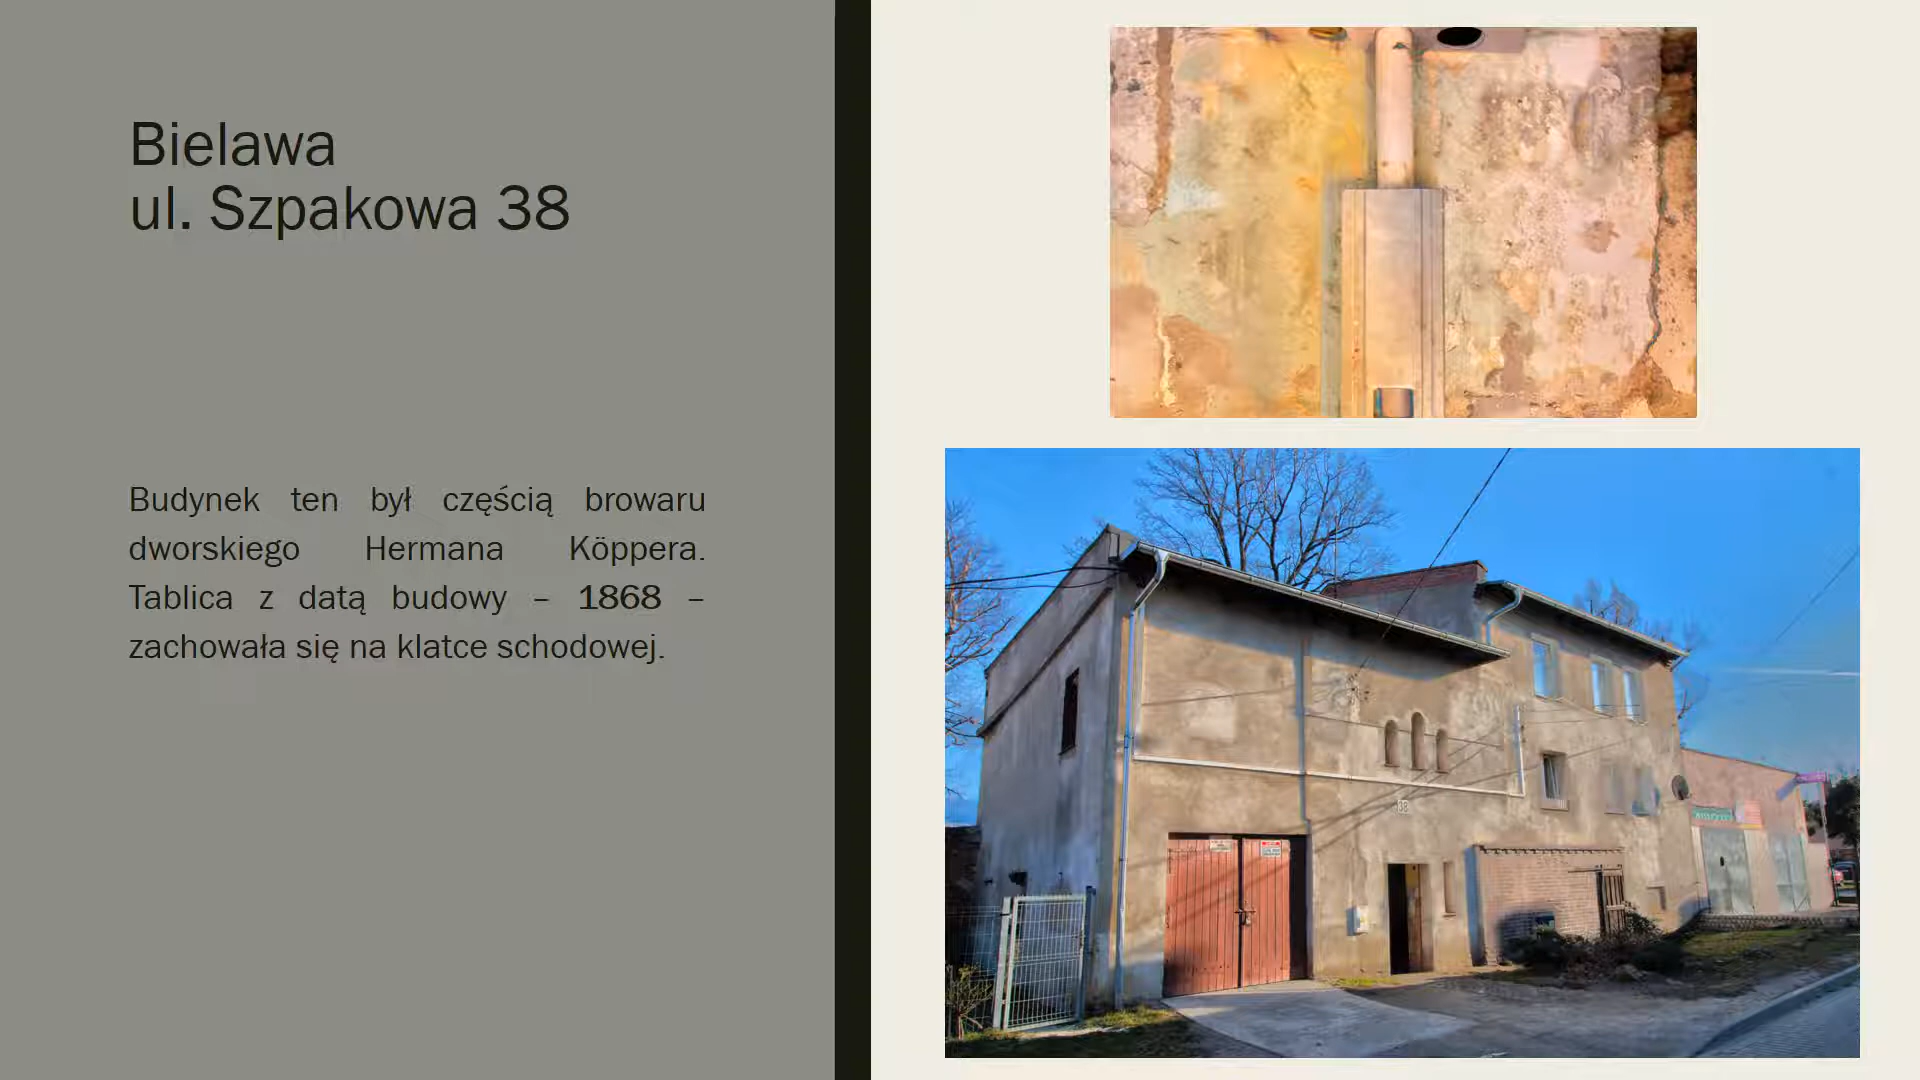 Bielawa
ul. Szpakowa 38
Budynek ten był częścią browaru
dworskiego Hermana Köppera.
Tablica z datą budowy – 1868 –
zachowała się na klatce schodowej.
38